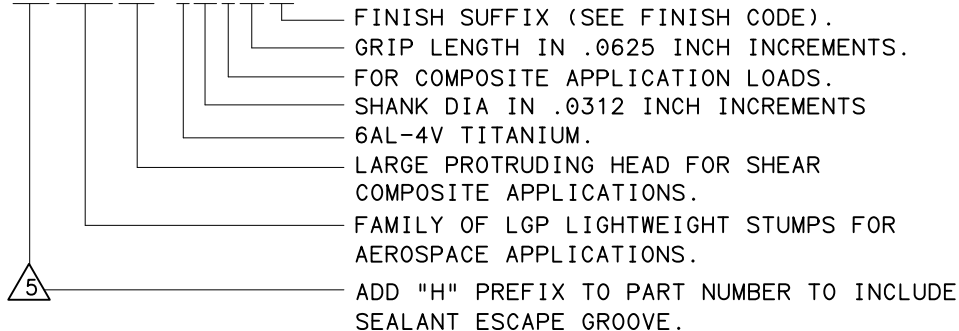 FINISH SUFFIX (SEE FINISH CODE).
GRIP LENGTH IN .0625 INCH INCREMENTS.
FOR COMPOSITE APPLICATION LOADS.
SHANK DIA IN .0312 INCH INCREMENTS
6AL-4V TITANIUM.
LARGE PROTRUDING HEAD FOR SHEAR
COMPOSITE APPLICATIONS.
FAMILY OF LGP LIGHTWEIGHT STUMPS FOR
AEROSPACE APPLICATIONS.
5 ADD "H" PREFIX TO PART NUMBER TO INCLUDE
SEALANT ESCAPE GROOVE.